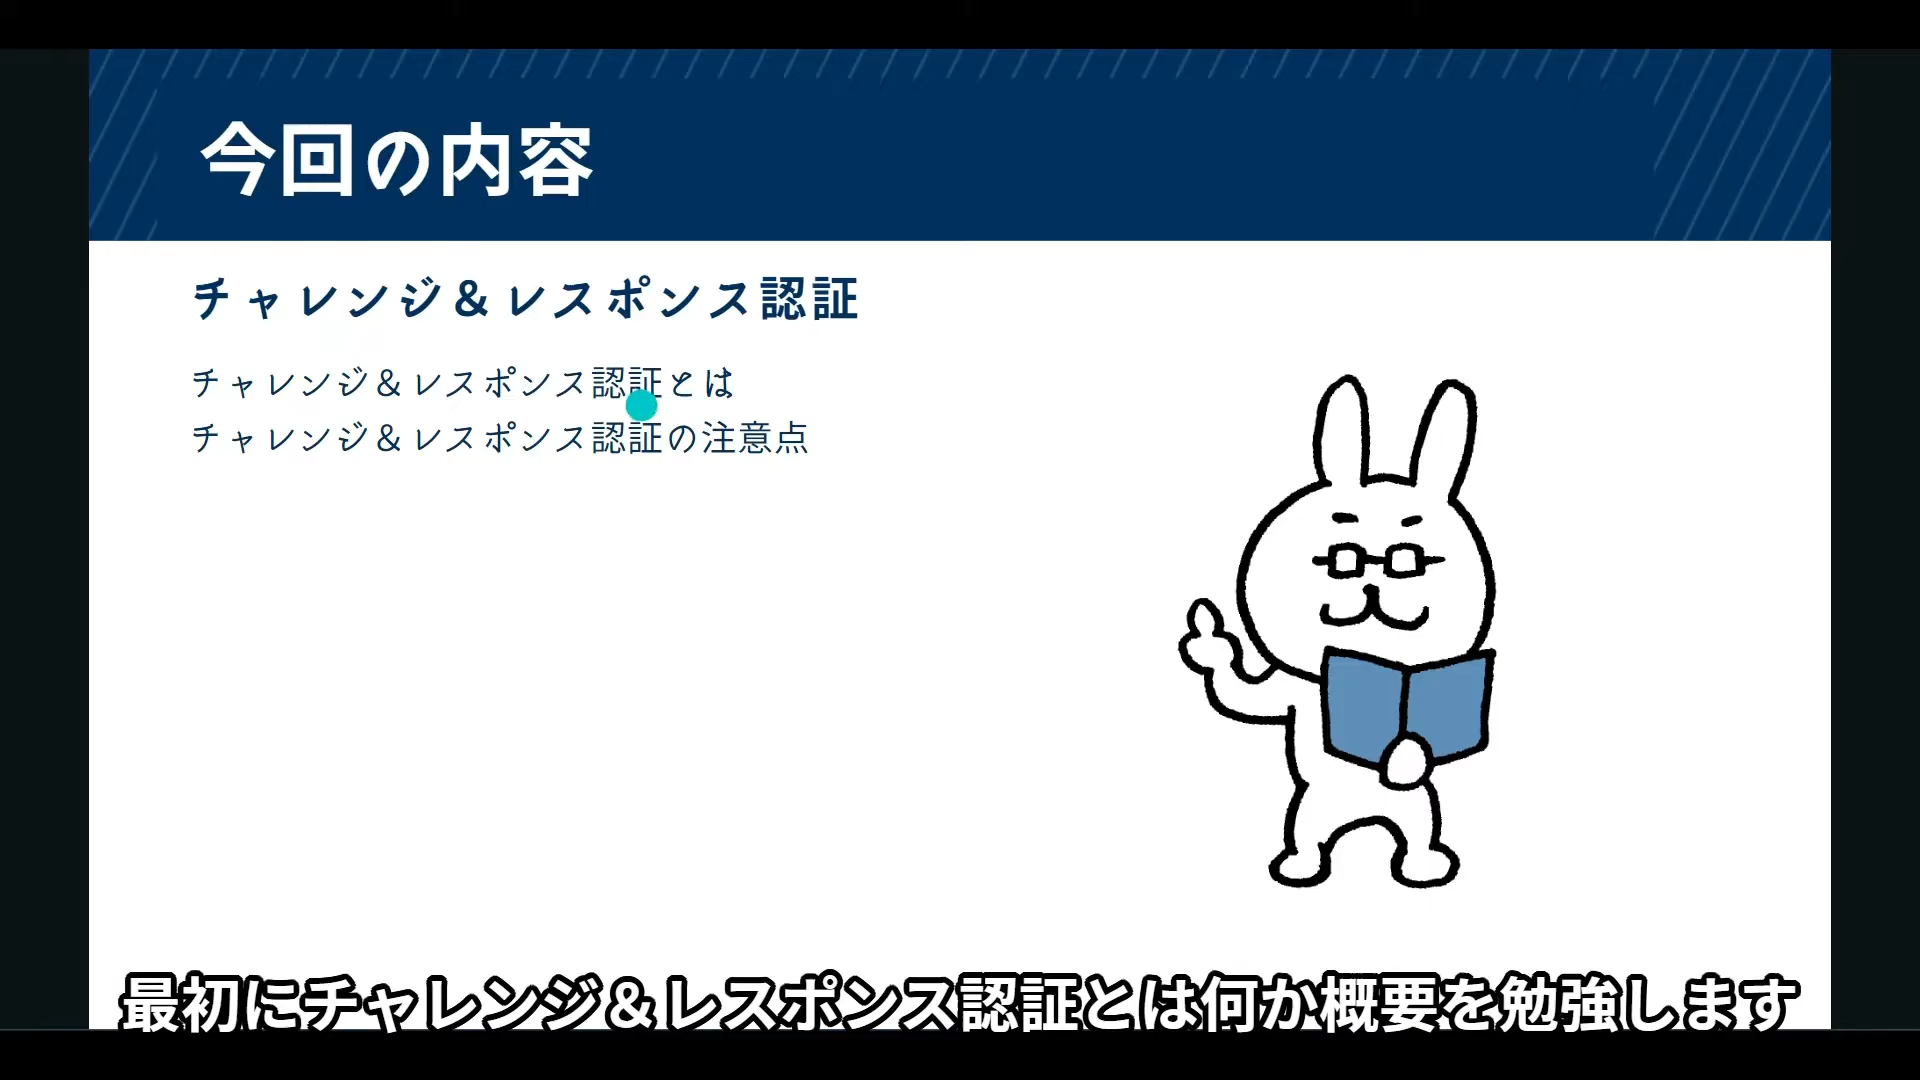 今回の内容
チャレンジ＆レスポンス認証
チャレンジ＆レスポンス認証とは
チャレンジ＆レスポンス認証の注意点
最初にチャレンジ＆レスポンス認証とは何か概要を勉強します